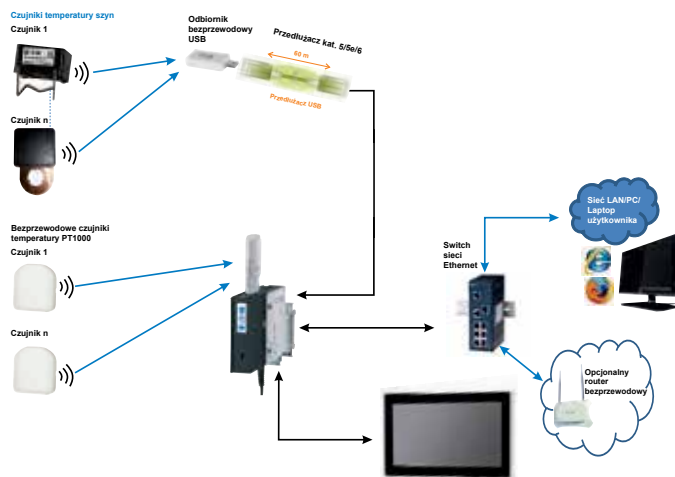 Czujniki temperatury szyn
Czujnik 1
Odbiornik
bezprzewodowy
USB
Przedłużacz kat. 5/5e/6
60 m
Przedłużacz USB
Czujnik n
Bezprzewodowe czujniki
temperatury PT1000
Czujnik 1
Czujnik n
Switch
sieci
Ethernet
Sieć LAN/PC/
Laptop
użytkownika
Opcjonalny
router
bezprzewodowy